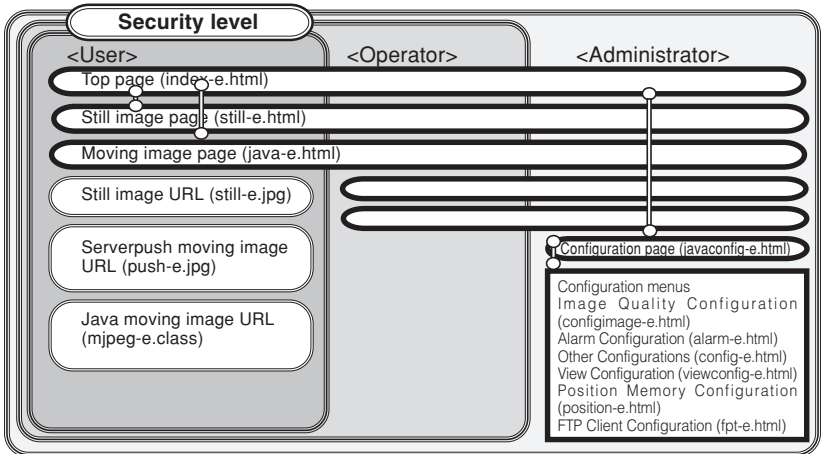 Security level
<User>
<Operator>
<Administrator>
Top page (index-e.html)
Still image page (still-e.html)
Moving image page (java-e.html)
Still image URL (still-e.jpg)
Serverpush moving image
URL (push-e.jpg)
Java moving image URL
(mjpeg-e.class)
Configuration page (javaconfig-e.html)
Configuration menus
Image Quality Configuration
(configimage-e.html)
Alarm Configuration (alarm-e.html)
Other Configurations (config-e.html)
View Configuration (viewconfig-e.html)
Position Memory Configuration
(position-e.html)
FTP Client Configuration (fpt-e.html)